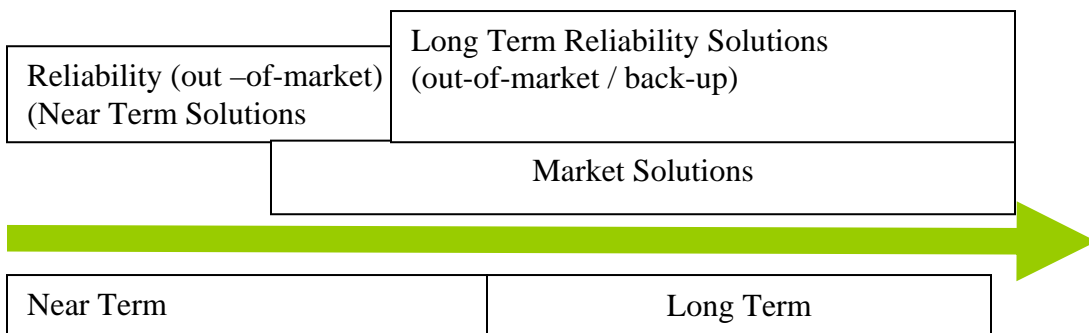 Long Term Reliability Solutions
(out-of-market / back-up)
Reliability (out –of-market)
(Near Term Solutions
Market Solutions
Near Term
Long Term